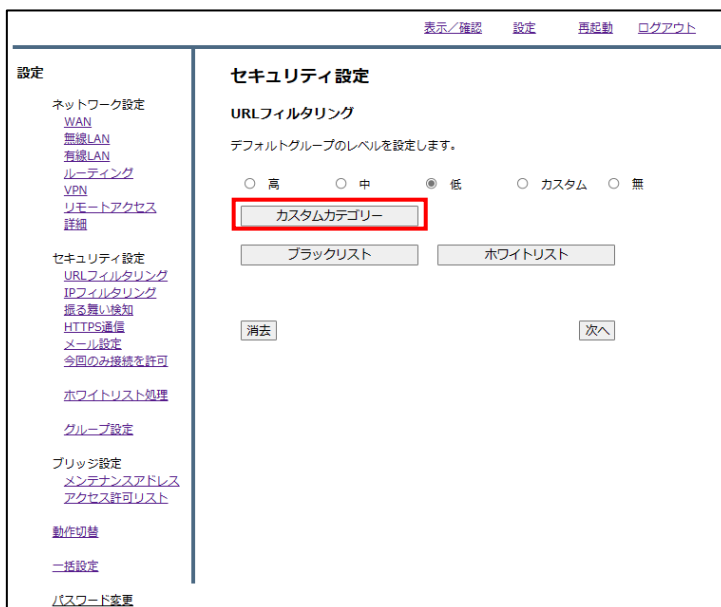 表示／確認 設定 再起動 ログアウト
設定
ネットワーク設定
WAN
無線LAN
有線LAN
ルーティング
VPN
リモートアクセス
詳細
セキュリティ設定
URLフィルタリング
IPフィルタリング
振る舞い検知
HTTPS通信
メール設定
今回のみ接続を許可
ホワイトリスト処理
グループ設定
ブリッジ設定
メンテナンスアドレス
アクセス許可リスト
動作切替
一括設定
パスワード変更
セキュリティ設定
URLフィルタリング
デフォルトグループのレベルを設定します。
高 中 低 カスタム 無
カスタムカテゴリー
ブラックリスト ホワイトリスト
消去 次へ